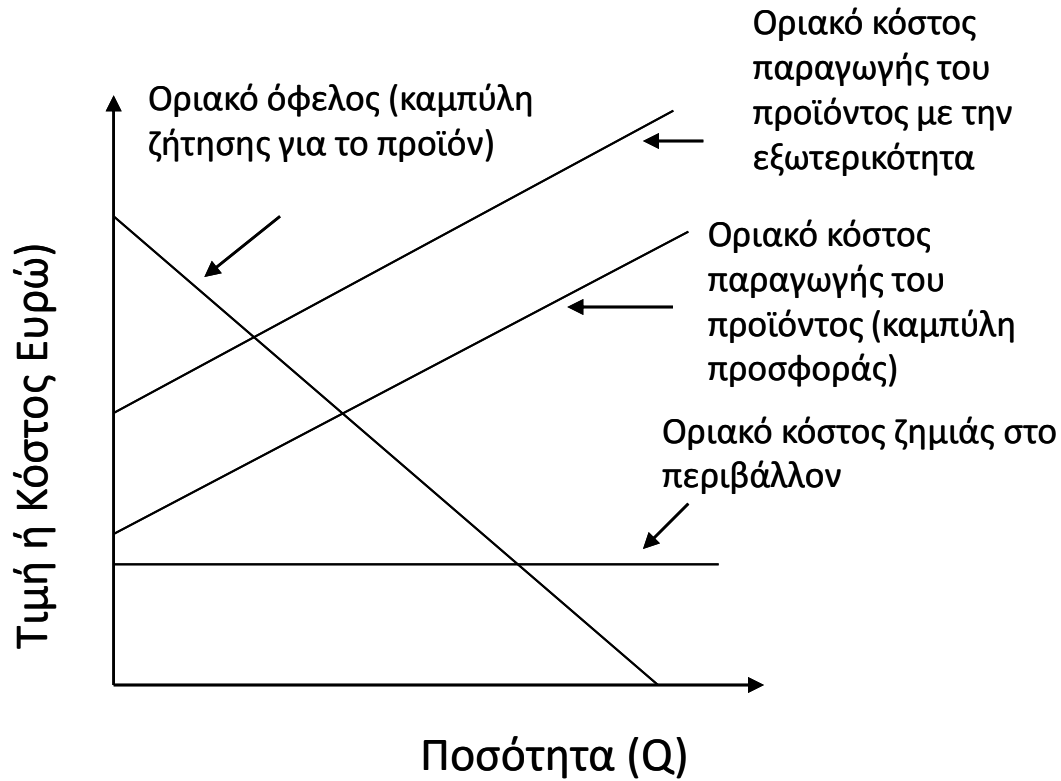 Οριακό κόστος
παραγωγής του
προϊόντος με την
εξωτερικότητα
Οριακό όφελος (καμπύλη
ζήτησης για το προϊόν)
Οριακό κόστος
παραγωγής του
προϊόντος (καμπύλη
προσφοράς)
Οριακό κόστος ζημιάς στο
περιβάλλον
Τιμή ή Κόστος Ευρώ)
Ποσότητα (Q)